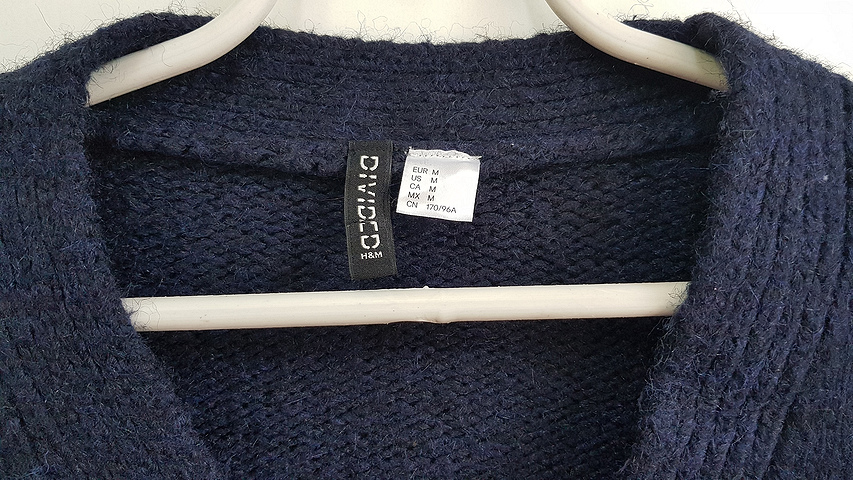 DIVIDED
H&M
EUR M
US M
CA M
MX M
CN 170/96A